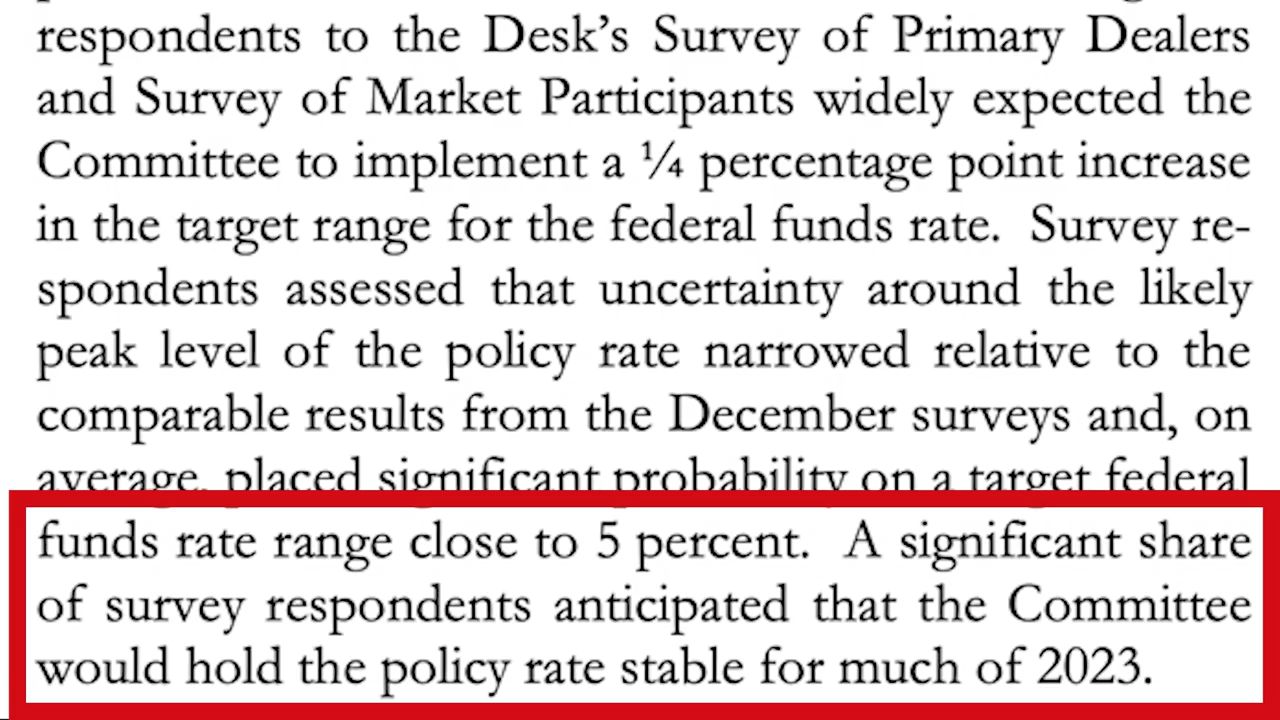 respondents to the Desk’s Survey of Primary Dealers
and Survey of Market Participants widely expected the
Committee to implement a ¼ percentage point increase
in the target range for the federal funds rate.  Survey re-
spondents assessed that uncertainty around the likely
peak level of the policy rate narrowed relative to the
comparable results from the December surveys and, on
average, placed significant probability on a target federal
funds rate range close to 5 percent.  A significant share
of survey respondents anticipated that the Committee
would hold the policy rate stable for much of 2023.